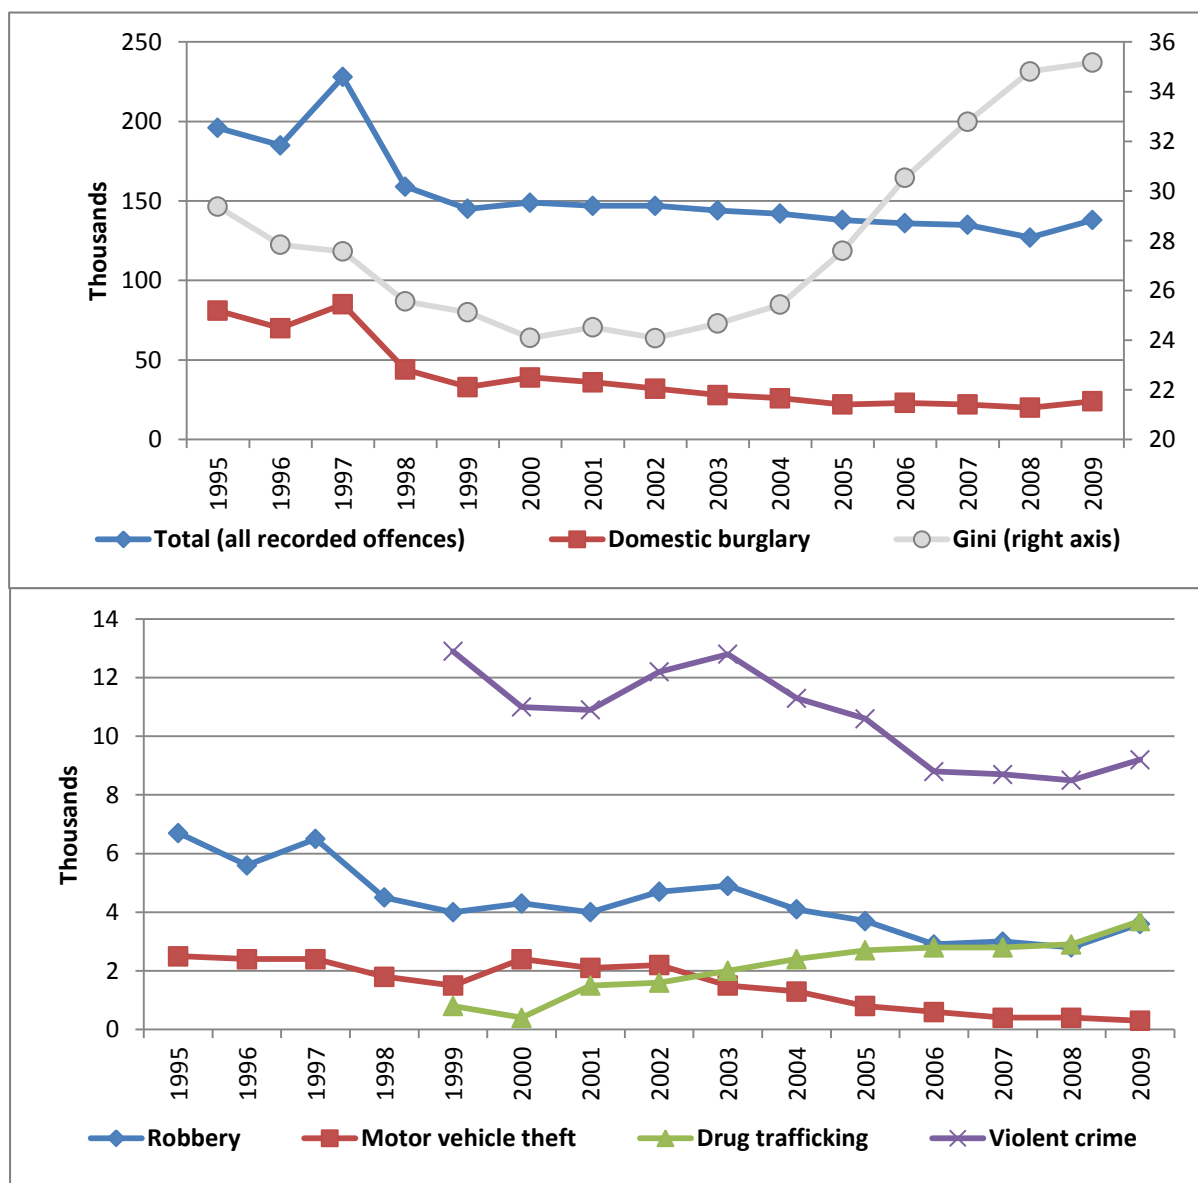 250 36
34
200 32
150 30
28
100 26
50 24
22
0 20
Thousands
1995 1996 1997 1998 1999 2000 2001 2002 2003 2004 2005 2006 2007 2008 2009
Total (all recorded offences) Domestic burglary Gini (right axis)
14
12
10
8
6
4
2
0
Thousands
1995 1996 1997 1998 1999 2000 2001 2002 2003 2004 2005 2006 2007 2008 2009
Robbery Motor vehicle theft Drug trafficking Violent crime